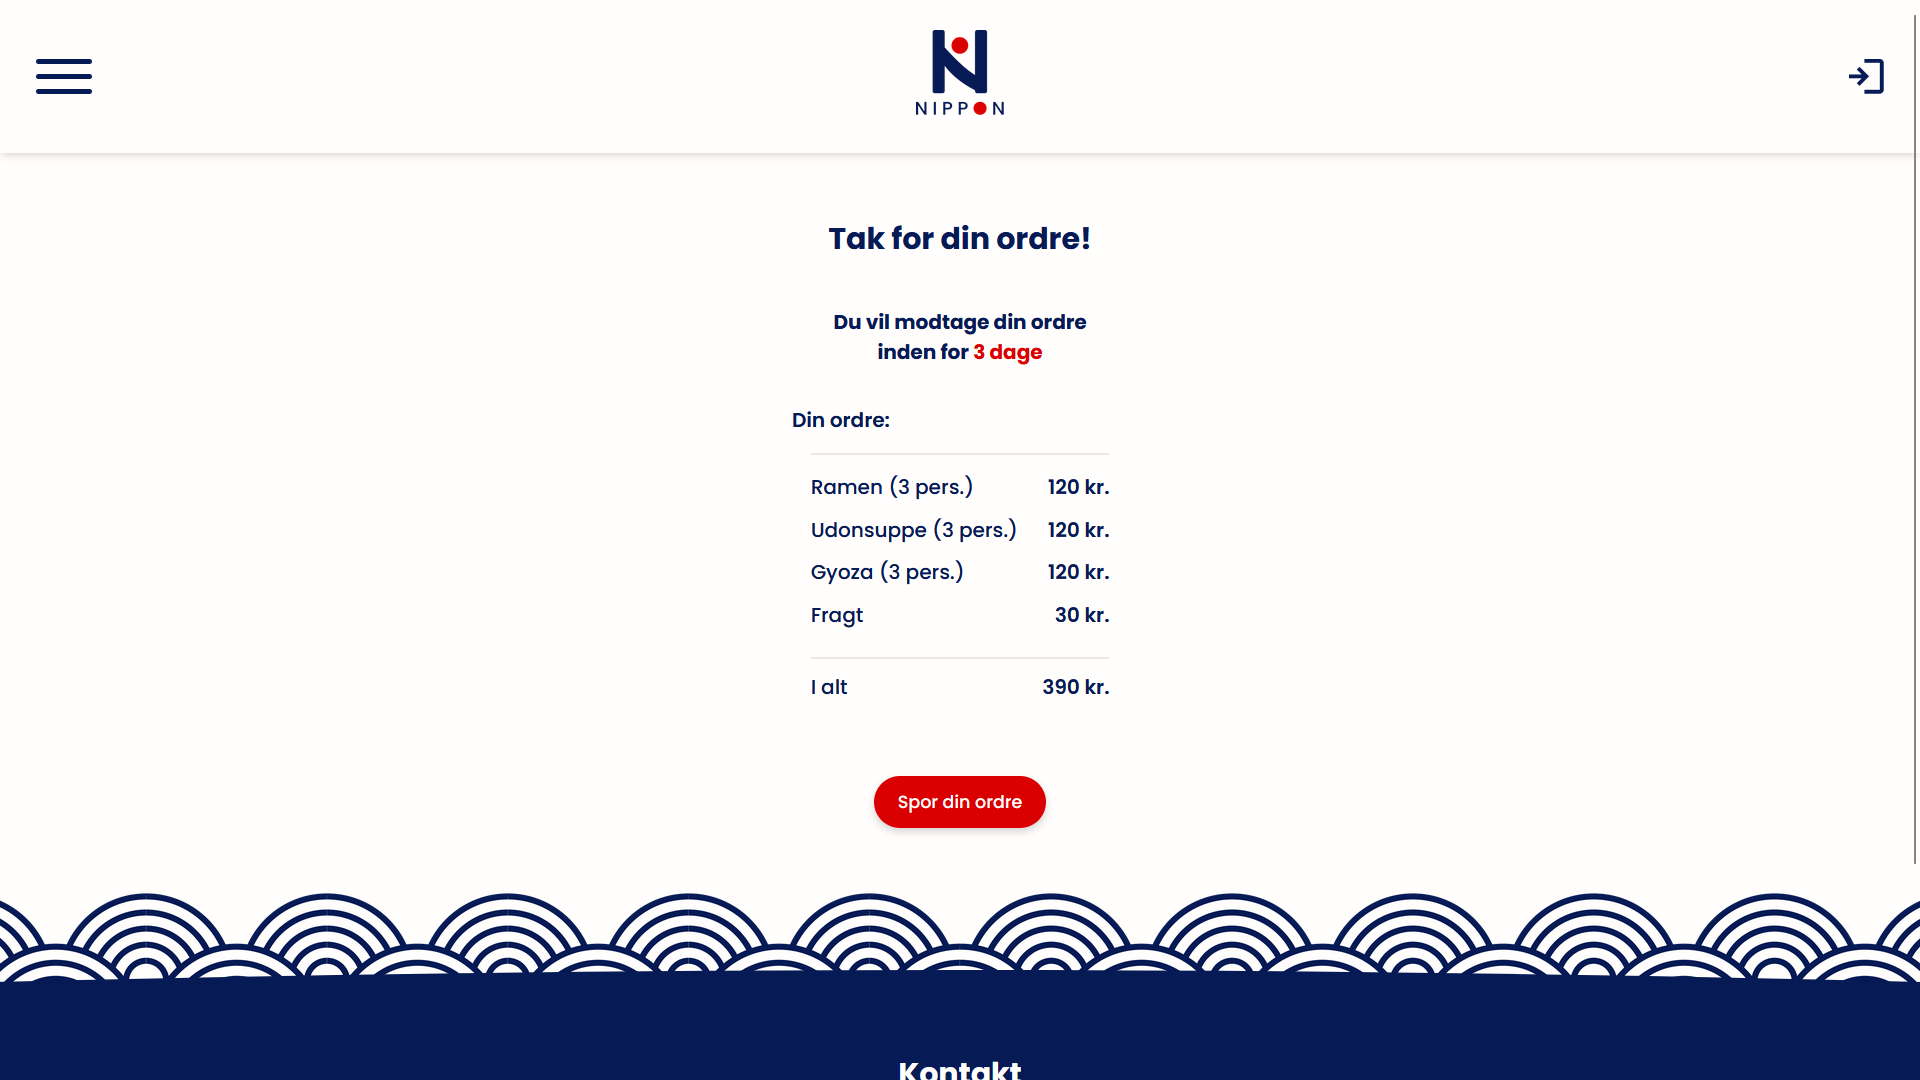 NIPPON
Tak for din ordre!
Du vil modtage din ordre
inden for 3 dage
Din ordre:
Ramen (3 pers.) 120 kr.
Udonsuppe (3 pers.) 120 kr.
Gyoza (3 pers.) 120 kr.
Fragt 30 kr.
I alt 390 kr.
Spor din ordre
Kontakt